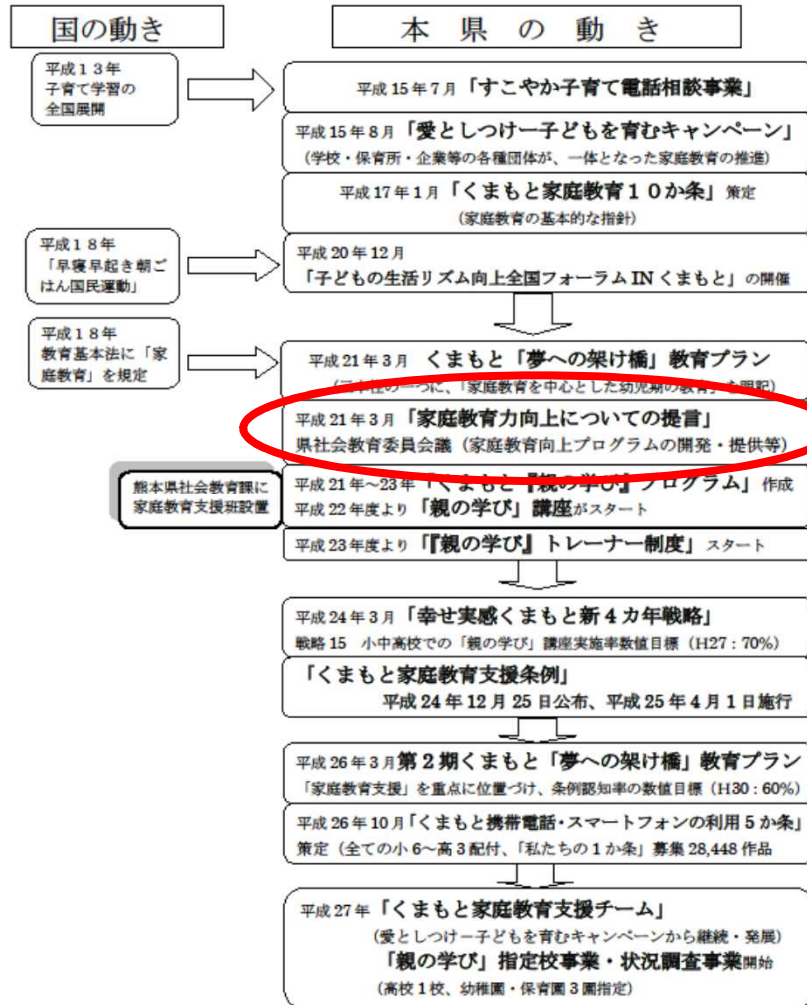 国の動き
本県の動き
平成13年
子育て学習の
全国展開
平成15年7月「すこやか子育て電話相談事業」
平成15年8月「愛としつけー子どもを育むキャンペーン」
(学校・保育所・企業等の各種団体が、一体となった家庭教育の推進)
平成17年1月「くまもと家庭教育10か条」策定
(家庭教育の基本的な指針)
平成18年
「早寝早起き朝ご
はん国民運動」
平成20年12月
「子どもの生活リズム向上全国フォーラムINくまもと」の開催
平成18年
教育基本法に「家
庭教育」を規定
平成21年3月 くまもと「夢への架け橋」教育プラン
の一つに、「家庭教育を中心とした幼児期の教育」を明記)
平成21年3月「家庭教育力向上についての提言」
県社会教育委員会議(家庭教育向上プログラムの開発・提供等)
熊本県社会教育課に
家庭教育支援班設置
平成21年~23年「くまもと『親の学び』プログラム」作成
平成22年度より「親の学び」講座がスタート
平成23年度より「『親の学び』トレーナー制度」スタート
平成24年3月「幸せ実感くまもと新4カ年戦略」
戦略15 小中高校での「親の学び」講座実施率数値目標(H27:70%)
「くまもと家庭教育支援条例」
平成24年12月25日公布、平成25年4月1日施行
平成26年3月第2期くまもと「夢への架け橋」教育プラン
「家庭教育支援」を重点に位置づけ、条例認知率の数値目標(H30:60%)
平成26年10月「くまもと携帯電話・スマートフォンの利用5か条」
策定(全ての小6~高3配付、「私たちの1か条」募集28,448作品
平成27年「くまもと家庭教育支援チーム」
(愛としつけー子どもを育むキャンペーンから継続・発展)
「親の学び」指定校事業・状況調査事業開始
(高校1校、幼稚園・保育園3園指定)